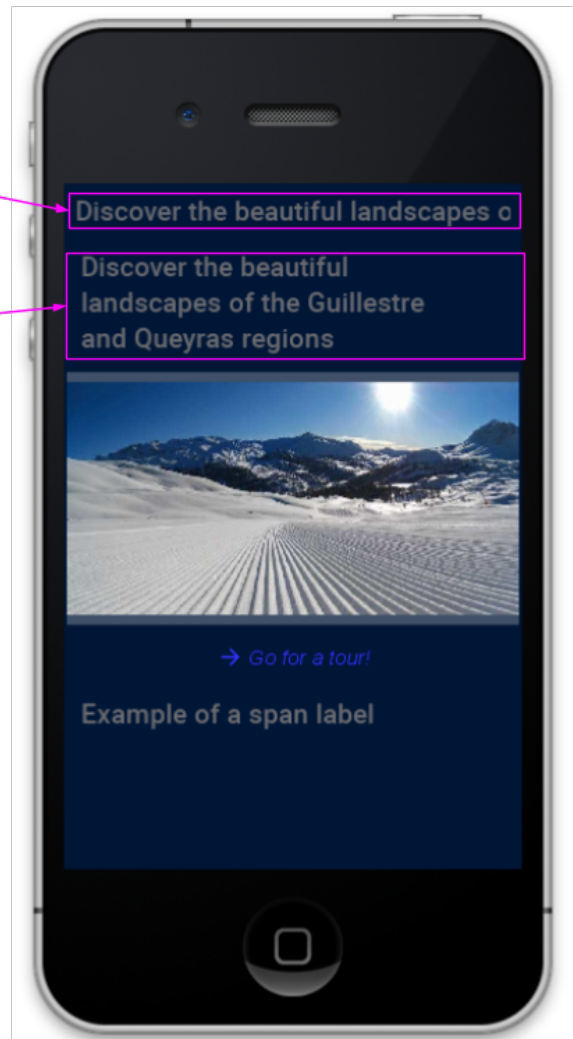 Discover the beautiful landscapes o
Discover the beautiful
landscapes of the Guillestre
and Queyras regions
→ Go for a tour!
Example of a span label